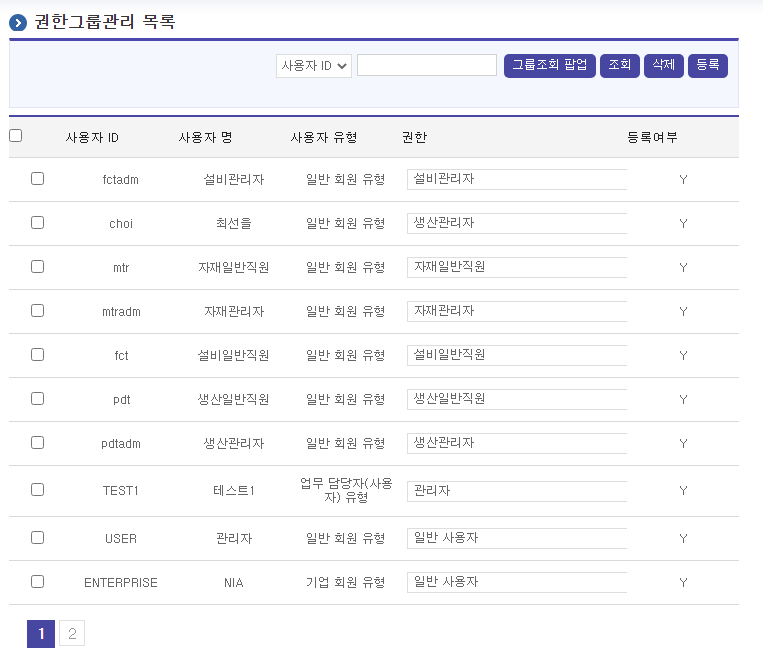 권한그룹관리 목록
사용자 ID 그룹조회 팝업 조회 삭제 등록
사용자 ID 사용자 명 사용자 유형 권한 등록여부
fctadm 설비관리자 일반 회원 유형 설비관리자 Y
choi 최선을 일반 회원 유형 생산관리자 Y
mtr 자재일반직원 일반 회원 유형 자재일반직원 Y
mtradm 자재관리자 일반 회원 유형 자재관리자 Y
fct 설비일반직원 일반 회원 유형 설비일반직원 Y
pdt 생산일반직원 일반 회원 유형 생산일반직원 Y
pdtadm 생산관리자 일반 회원 유형 생산관리자 Y
TEST1 테스트1 업무 담당자(사용
자) 유형 관리자 Y
USER 관리자 일반 회원 유형 일반 사용자 Y
ENTERPRISE NIA 기업 회원 유형 일반 사용자 Y
1 2